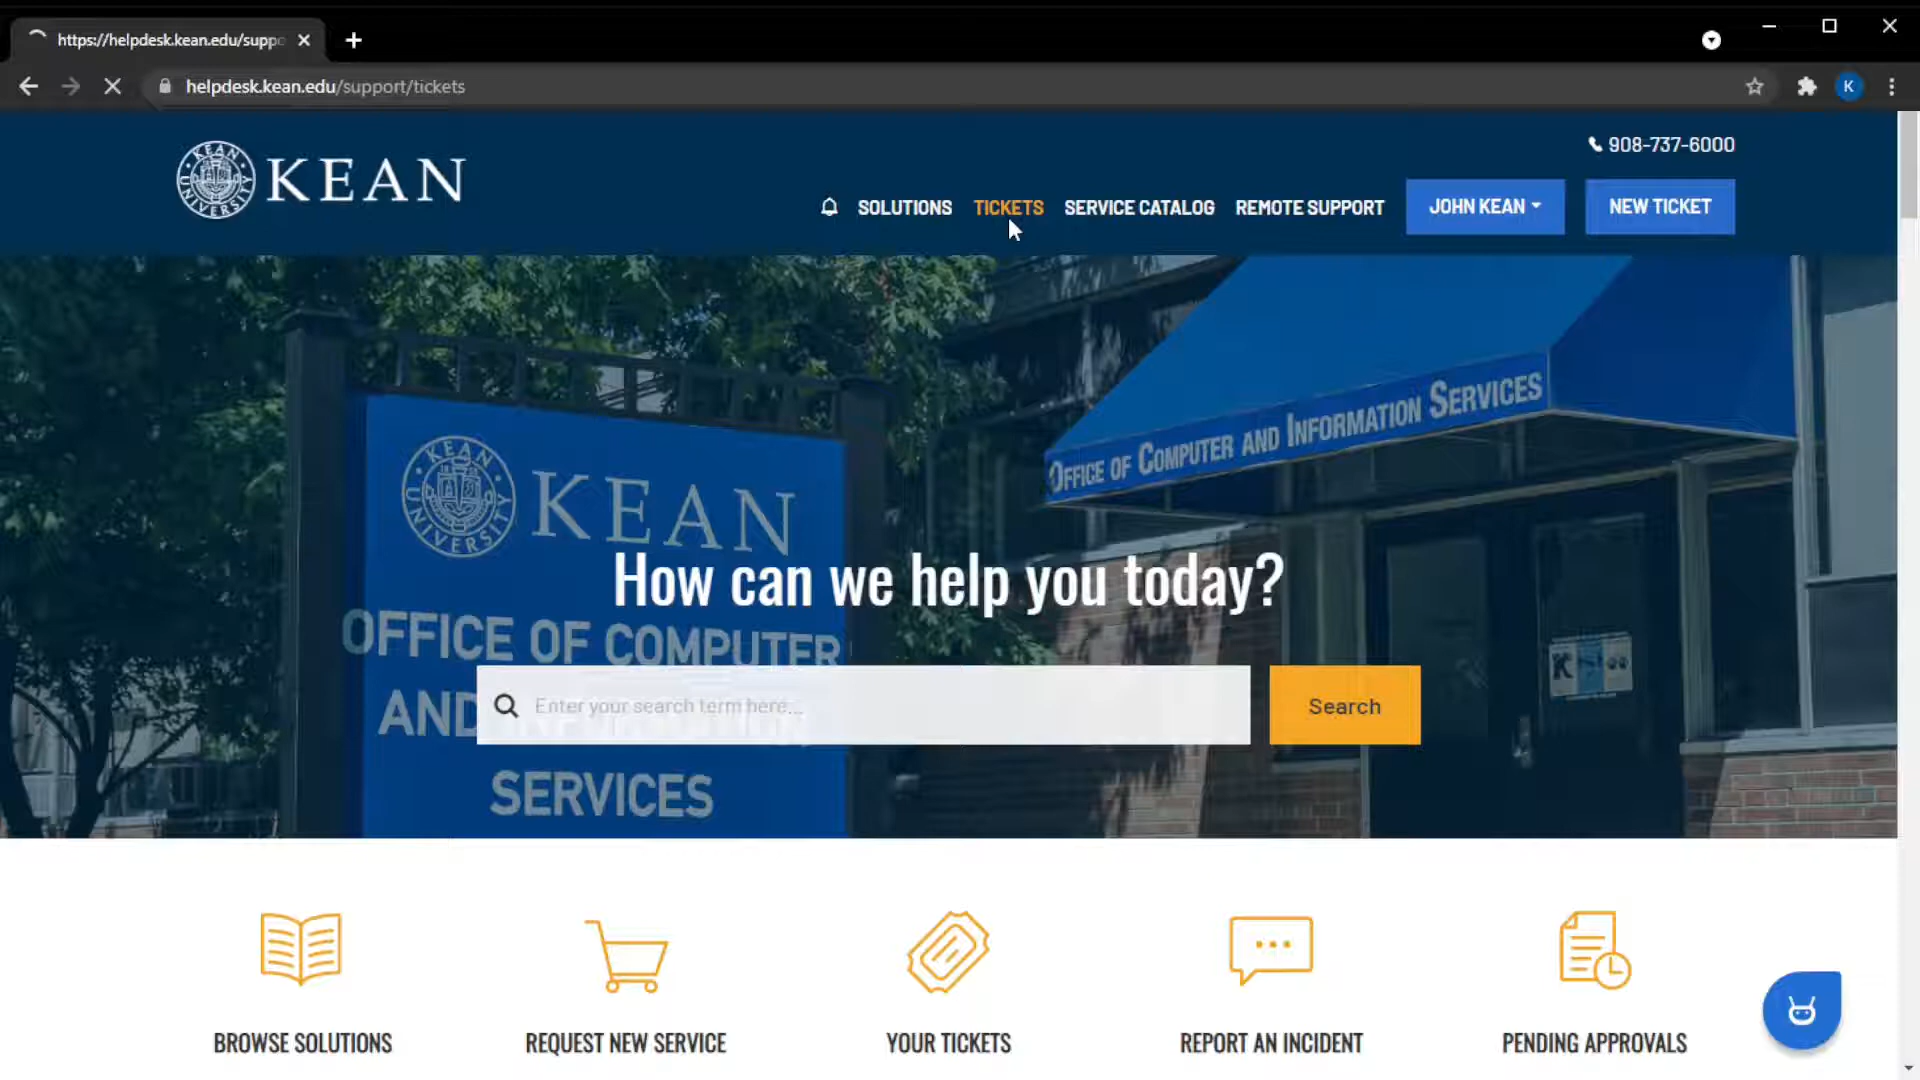 https://helpdesk.kean.edu/suppo
helpdesk.kean.edu/support/tickets
K
KEAN UNIVERSITY
KEAN
908-737-6000
SOLUTIONS
TICKETS
SERVICE CATALOG
REMOTE SUPPORT
JOHN KEAN
NEW TICKET
OFFICE OF COMPUTER AND INFORMATION SERVICES
KEAN UNIVERSITY
KEAN
How can we help you today?
OFFICE OF COMPUTER
AND
SERVICES
Enter your search term here...
Search
BROWSE SOLUTIONS
REQUEST NEW SERVICE
YOUR TICKETS
REPORT AN INCIDENT
PENDING APPROVALS